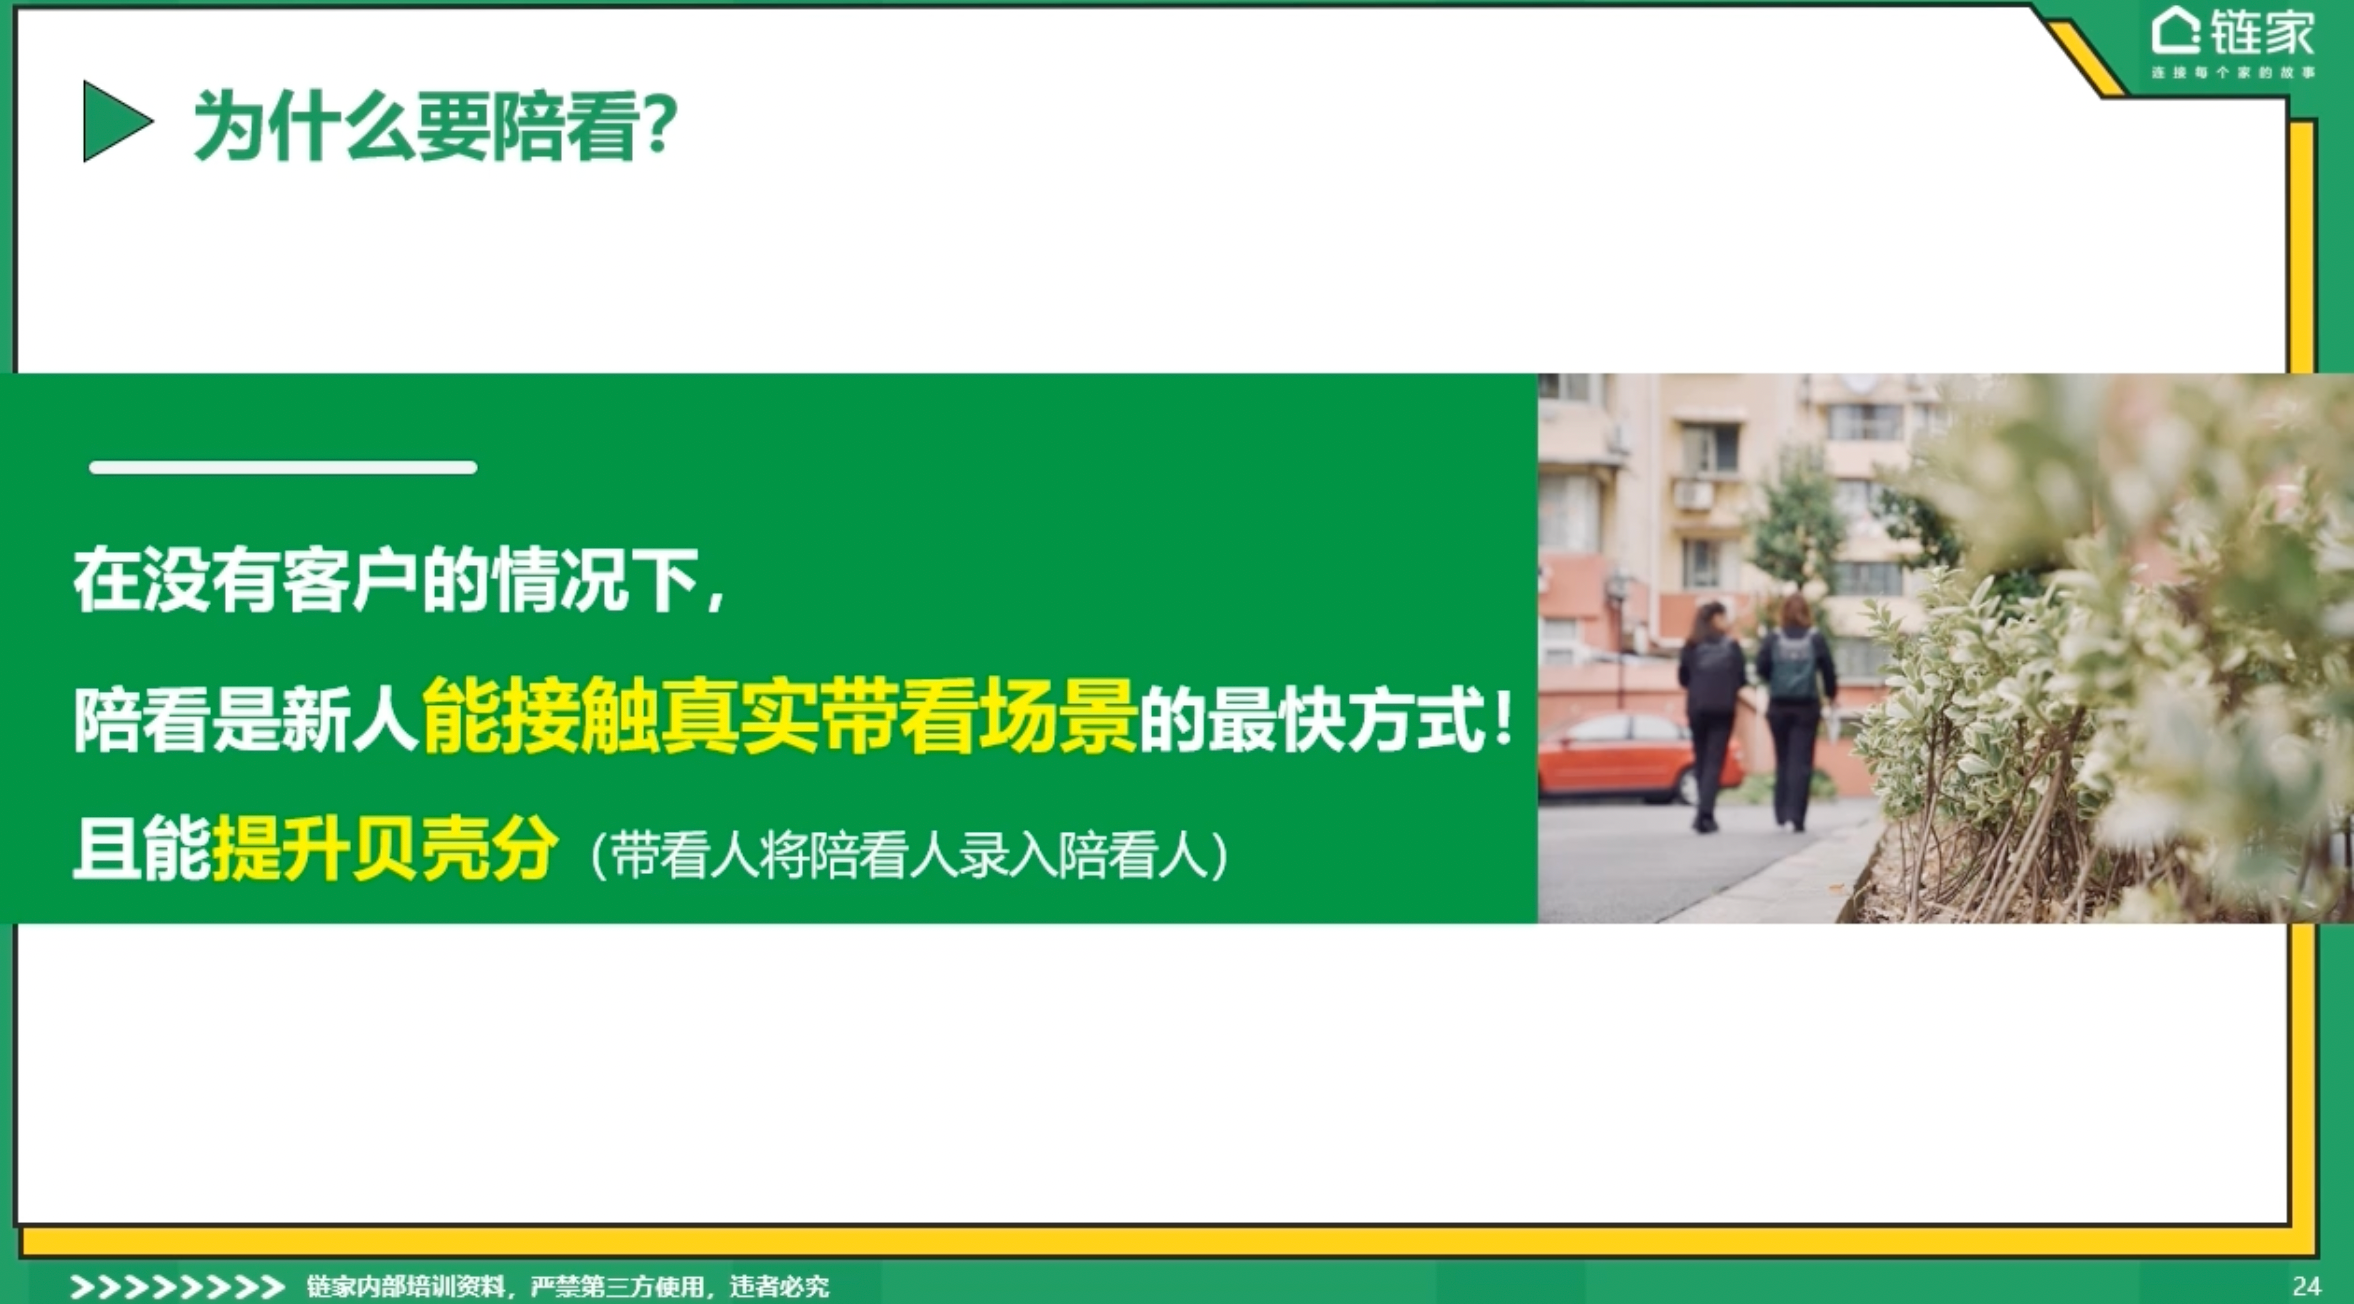 链家
连接每个家的故事
为什么要陪看？
在没有客户的情况下，
陪看是新人能接触真实带看场景的最快方式！
且能提升贝壳分（带看人将陪看人录入陪看人）
>>>>>>>> 链家内部培训资料，严禁第三方使用，违者必究
24